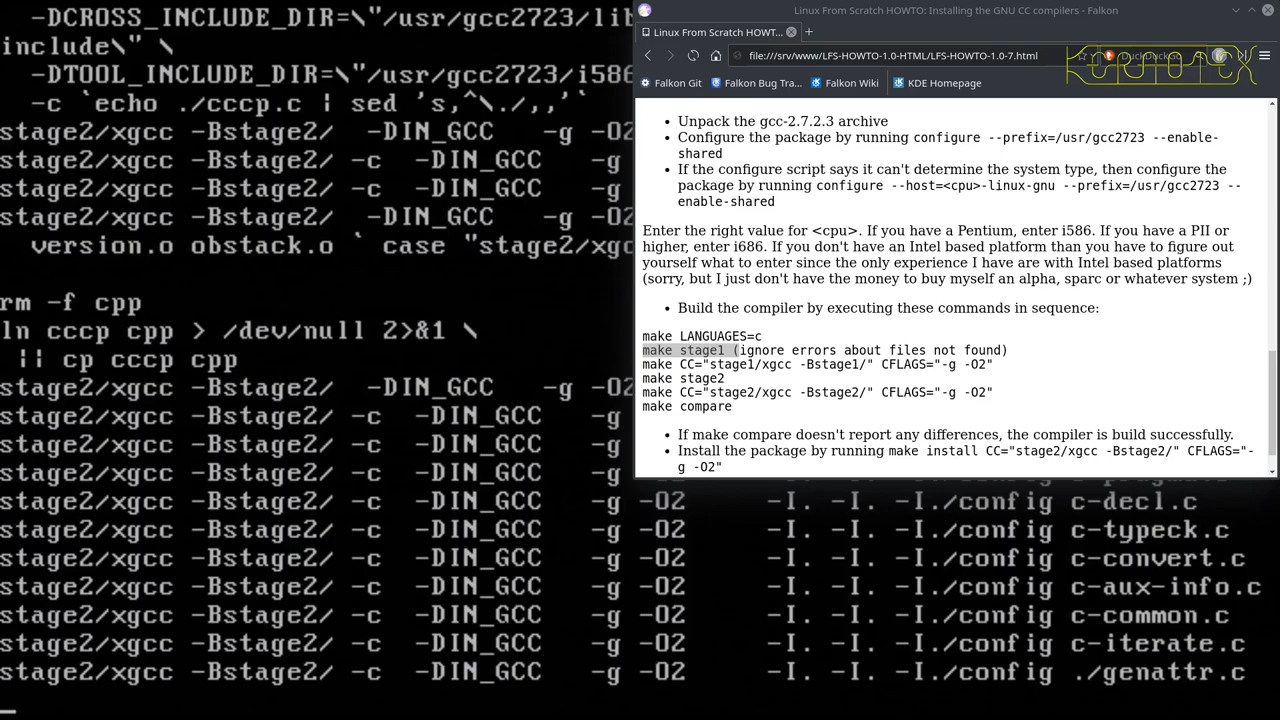 -DCROSS_INCLUDE_DIR=\"/usr/gcc2723/lib
include\" \
-DTOOL_INCLUDE_DIR=\"/usr/gcc2723/i586
-c `echo ./cccp.c | sed 's,^\./,,'`
stage2/xgcc -Bstage2/ -DIN_GCC -g -O2
stage2/xgcc -Bstage2/ -c -DIN_GCC -g
stage2/xgcc -Bstage2/ -c -DIN_GCC -g
stage2/xgcc -Bstage2/ -DIN_GCC -g -O2
version.o obstack.o ` case "stage2/xgc
rm -f cpp
ln cccp cpp > /dev/null 2>&1 \
|| cp cccp cpp
stage2/xgcc -Bstage2/ -DIN_GCC -g -O2
stage2/xgcc -Bstage2/ -c -DIN_GCC -g
stage2/xgcc -Bstage2/ -c -DIN_GCC -g
stage2/xgcc -Bstage2/ -c -DIN_GCC -g
stage2/xgcc -Bstage2/ -c -DIN_GCC -g -O2 -I. -I. -I./config c-decl.c
stage2/xgcc -Bstage2/ -c -DIN_GCC -g -O2 -I. -I. -I./config c-typeck.c
stage2/xgcc -Bstage2/ -c -DIN_GCC -g -O2 -I. -I. -I./config c-convert.c
stage2/xgcc -Bstage2/ -c -DIN_GCC -g -O2 -I. -I. -I./config c-aux-info.c
stage2/xgcc -Bstage2/ -c -DIN_GCC -g -O2 -I. -I. -I./config c-common.c
stage2/xgcc -Bstage2/ -c -DIN_GCC -g -O2 -I. -I. -I./config c-iterate.c
stage2/xgcc -Bstage2/ -c -DIN_GCC -g -O2 -I. -I. -I./config ./genattr.c
Linux From Scratch HOWTO: Installing the GNU CC compilers - Falkon
Linux From Scratch HOWT...
file:///srv/www/LFS-HOWTO-1.0-HTML/LFS-HOWTO-1.0-7.html
Falkon Git Falkon Bug Tra... Falkon Wiki KDE Homepage
• Unpack the gcc-2.7.2.3 archive
• Configure the package by running configure --prefix=/usr/gcc2723 --enable-
shared
• If the configure script says it can't determine the system type, then configure the
package by running configure --host=<cpu>-linux-gnu --prefix=/usr/gcc2723 --
enable-shared
Enter the right value for <cpu>. If you have a Pentium, enter i586. If you have a PII or
higher, enter i686. If you don't have an Intel based platform than you have to figure out
yourself what to enter since the only experience I have are with Intel based platforms
(sorry, but I just don't have the money to buy myself an alpha, sparc or whatever system ;)
• Build the compiler by executing these commands in sequence:
make LANGUAGES=c
make stage1 (ignore errors about files not found)
make CC="stage1/xgcc -Bstage1/" CFLAGS="-g -O2"
make stage2
make CC="stage2/xgcc -Bstage2/" CFLAGS="-g -O2"
make compare
• If make compare doesn't report any differences, the compiler is build successfully.
• Install the package by running make install CC="stage2/xgcc -Bstage2/" CFLAGS="-
g -O2"